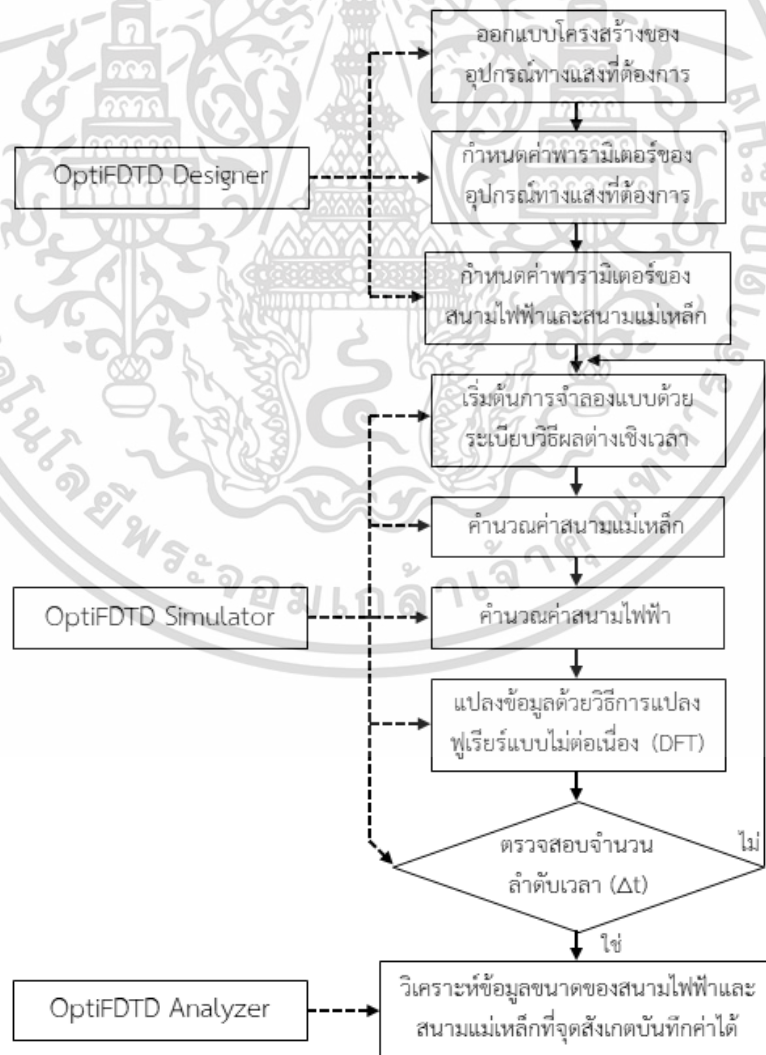 ออกแบบโครงสร้างของ
อุปกรณ์ทางแสงที่ต้องการ
OptiFDTD Designer
กำหนดค่าพารามิเตอร์ของ
อุปกรณ์ทางแสงที่ต้องการ
กำหนดค่าพารามิเตอร์ของ
สนามไฟฟ้าและสนามแม่เหล็ก
เริ่มต้นการจำลองแบบด้วย
ระเบียบวิธีผลต่างเชิงเวลา
คำนวณค่าสนามแม่เหล็ก
OptiFDTD Simulator
คำนวณค่าสนามไฟฟ้า
แปลงข้อมูลด้วยวิธีการแปลง
ฟูเรียร์แบบไม่ต่อเนื่อง (DFT)
ตรวจสอบจำนวน
ลำดับเวลา (Δt)
ไม่
ใช่
OptiFDTD Analyzer
วิเคราะห์ข้อมูลขนาดของสนามไฟฟ้าและ
สนามแม่เหล็กที่จุดสังเกตบันทึกค่าได้